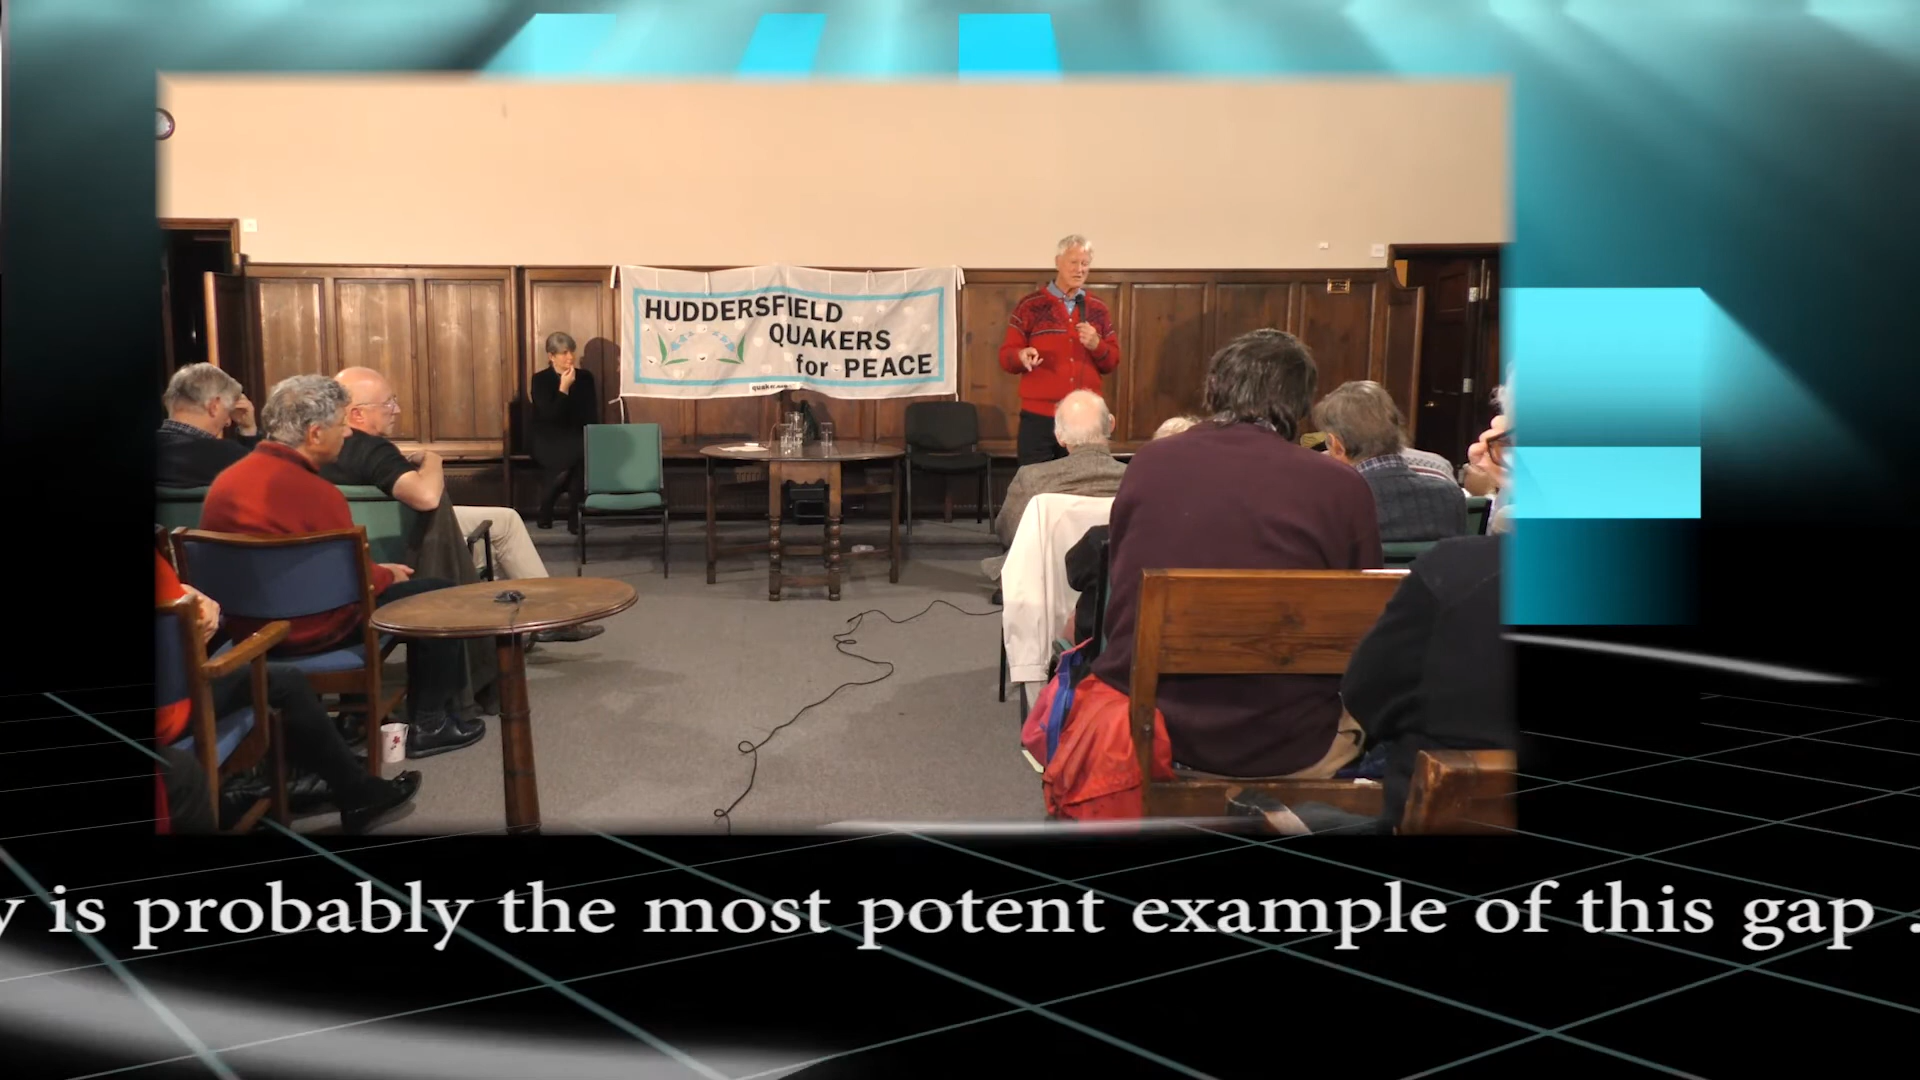 HUDDERSFIELD
QUAKERS
for PEACE
y is probably the most potent example of this gap .